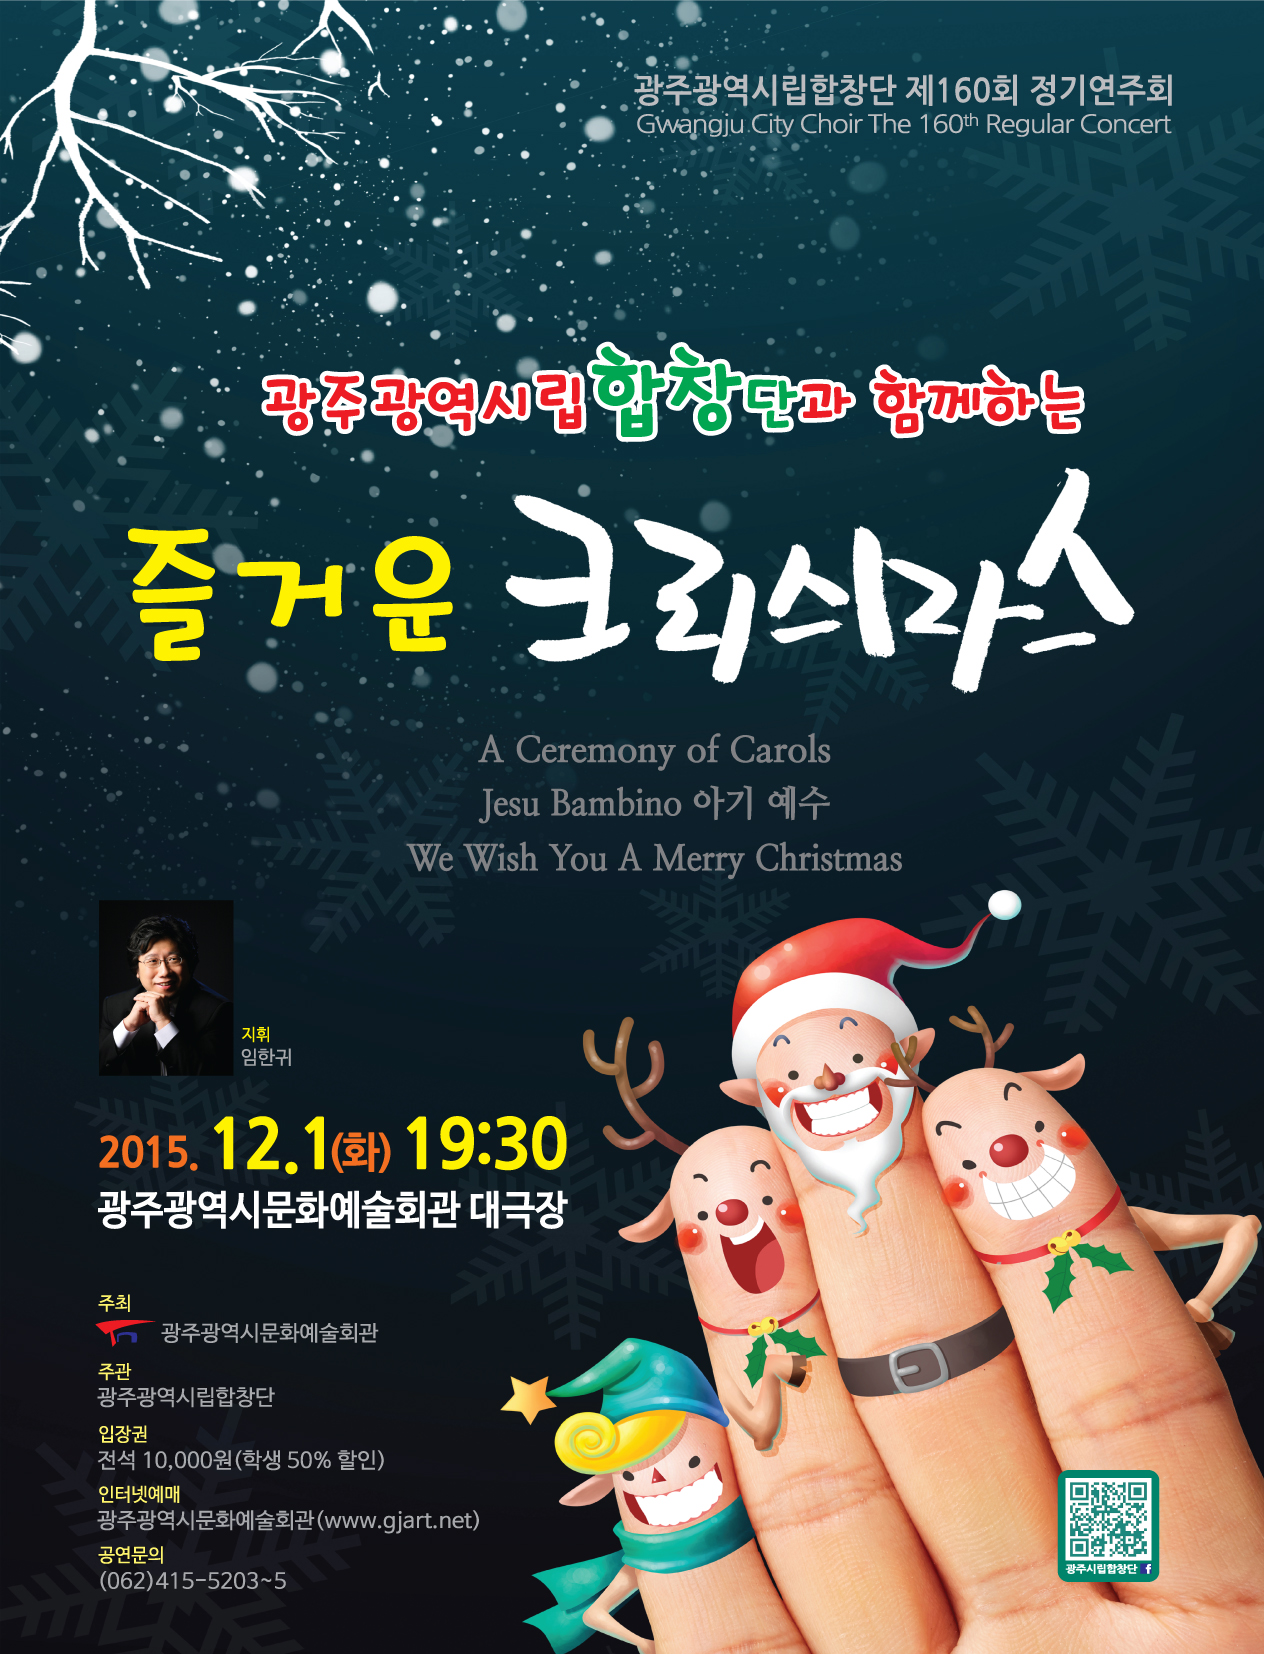 광주광역시립합창단 제160회 정기연주회
Gwangju City Choir The 160th Regular Concert
광주광역시립합창단과 함께하는
즐거운 크리스마스
A Ceremony of Carols
Jesu Bambino 아기 예수
We Wish You A Merry Christmas
지휘
임한귀
2015. 12.1(화) 19:30
광주광역시문화예술회관 대극장
주최
광주광역시문화예술회관
주관
광주광역시립합창단
입장권
전석 10,000원(학생 50% 할인)
인터넷예매
광주광역시문화예술회관(www.gjart.net)
공연문의
(062)415-5203~5
광주시립합창단 f